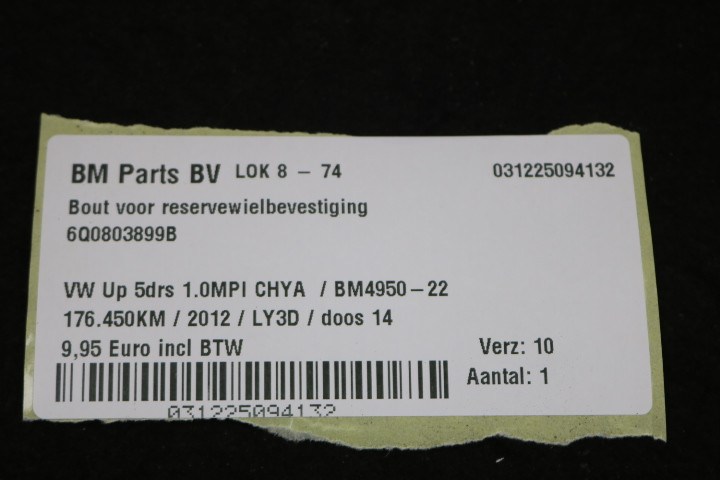 BM Parts BV LOK 8 - 74 031225094132
Bout voor reservewielbevestiging
6Q0803899B
VW Up 5drs 1.0MPI CHYA / BM4950-22
176.450KM / 2012 / LY3D / doos 14
9,95 Euro incl BTW Verz: 10
Aantal: 1
031225094132